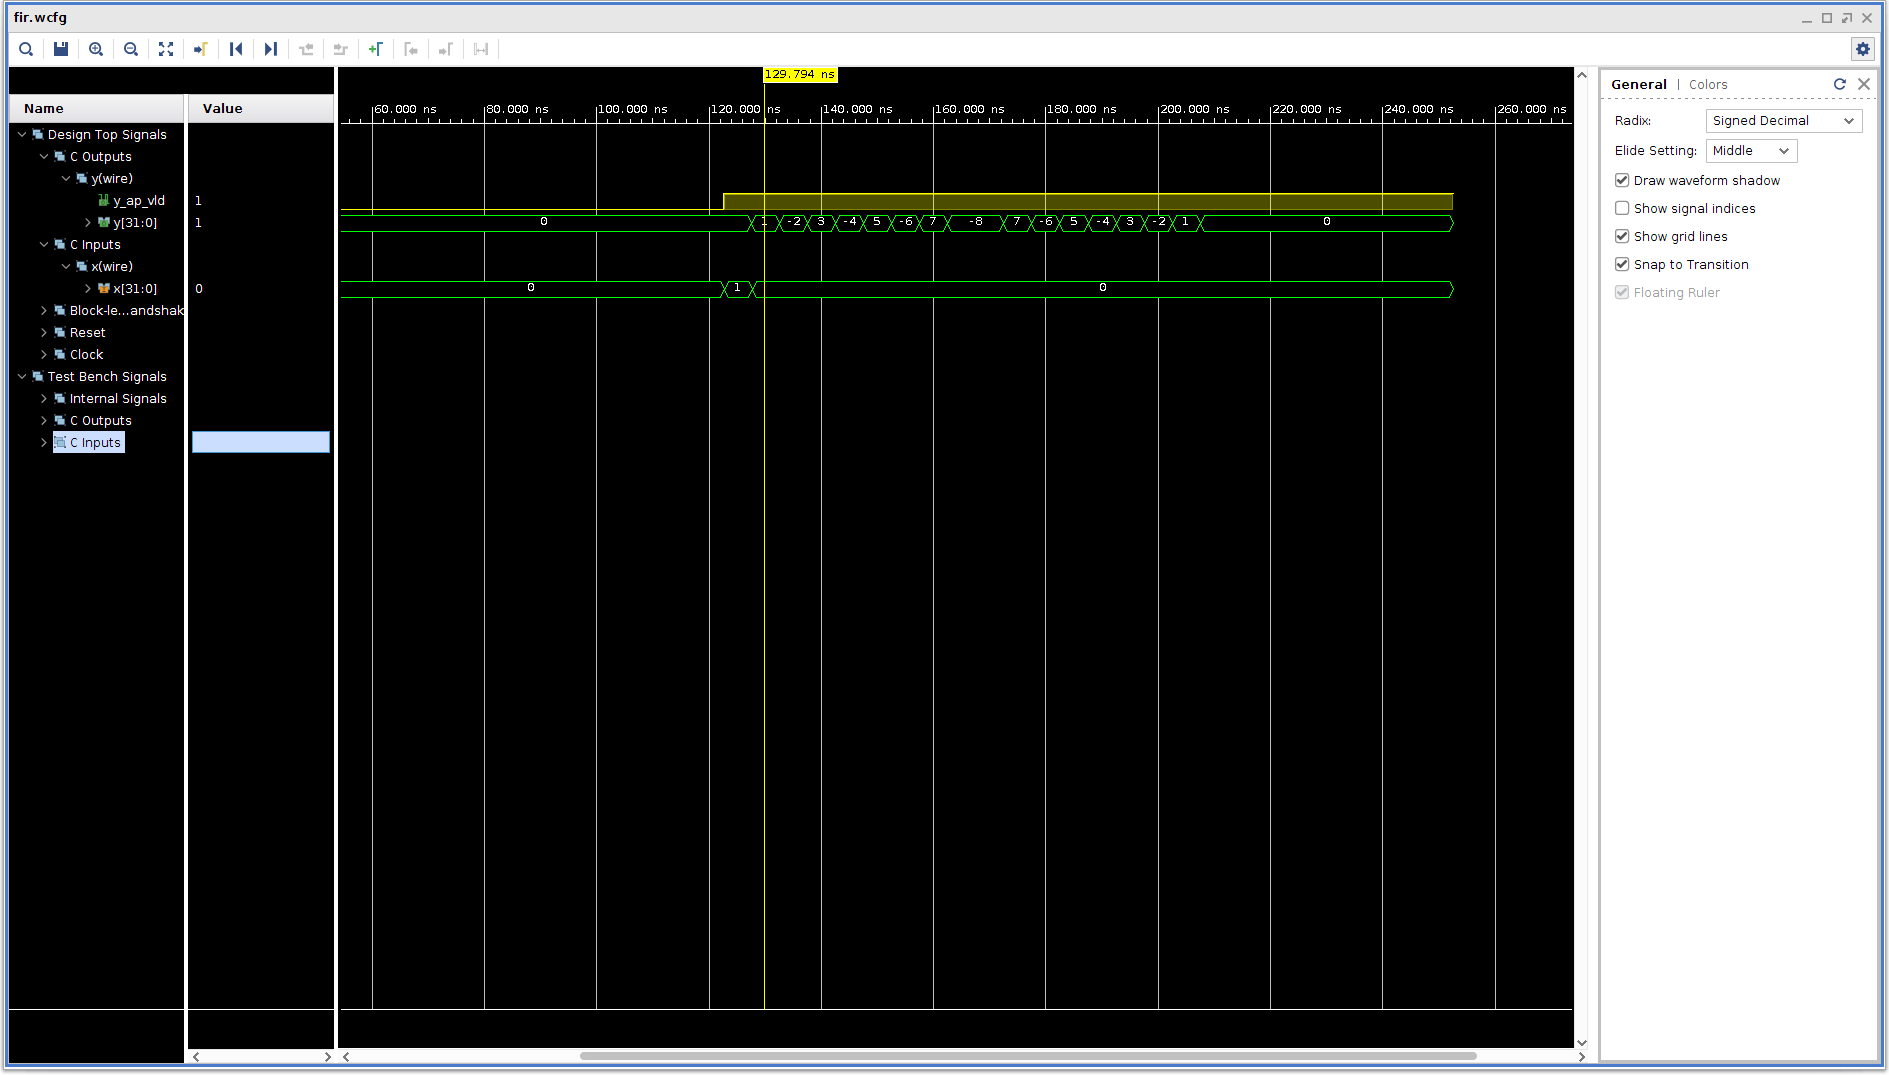 fir.wcfg
129.794 ns
Name Value
60.000 ns 80.000 ns 100.000 ns 120.000 ns 140.000 ns 160.000 ns 180.000 ns 200.000 ns 220.000 ns 240.000 ns 260.000 ns
Design Top Signals
C Outputs
y(wire)
y_ap_vld 1
y[31:0] 1 0 1 -2 3 -4 5 -6 7 -8 7 -6 5 -4 3 -2 1 0
C Inputs
x(wire)
x[31:0] 0 0 1 0
Block-le...andshak
Reset
Clock
Test Bench Signals
Internal Signals
C Outputs
C Inputs
General | Colors
Radix: Signed Decimal
Elide Setting: Middle
Draw waveform shadow
Show signal indices
Show grid lines
Snap to Transition
Floating Ruler